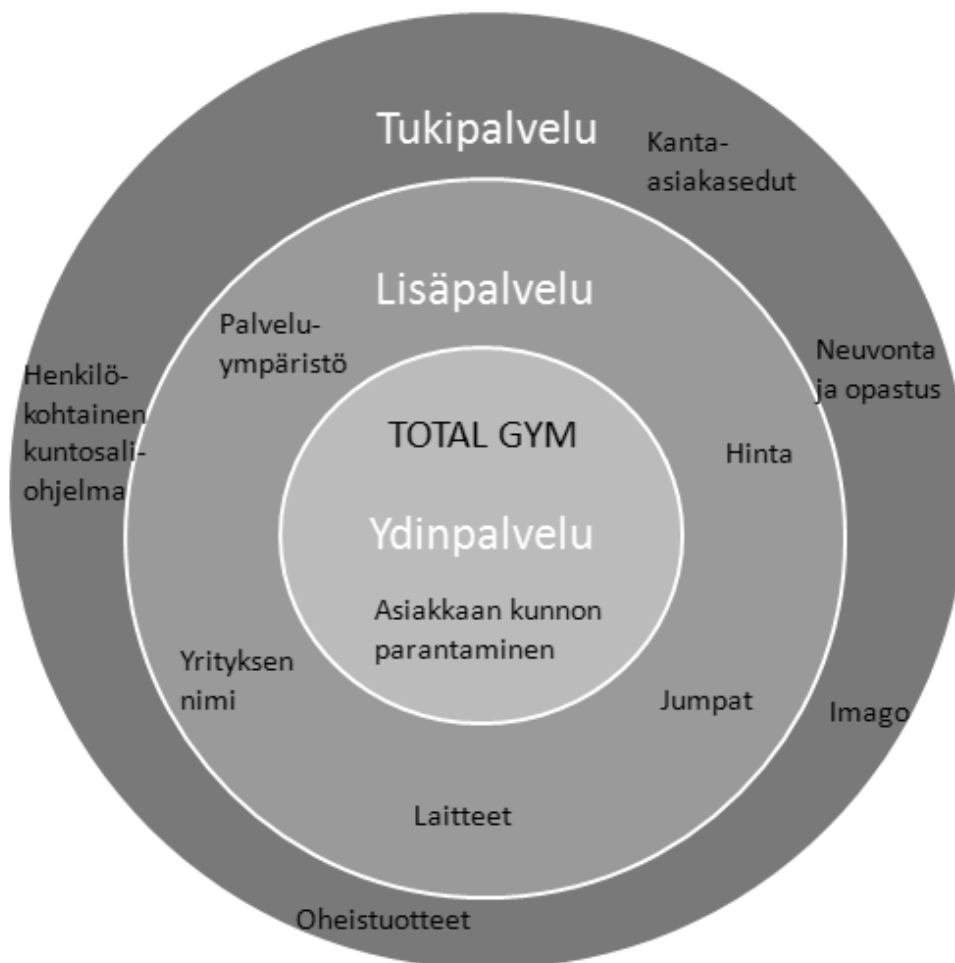 Tukipalvelu
Kanta-
asiakasedut
Lisäpalvelu
Palvelu-
ympäristö
Neuvonta
ja opastus
Henkilö-
kohtainen
kuntosali-
ohjelma
TOTAL GYM
Hinta
Ydinpalvelu
Asiakkaan kunnon
parantaminen
Yrityksen
nimi
Jumpat
Imago
Laitteet
Oheistuotteet